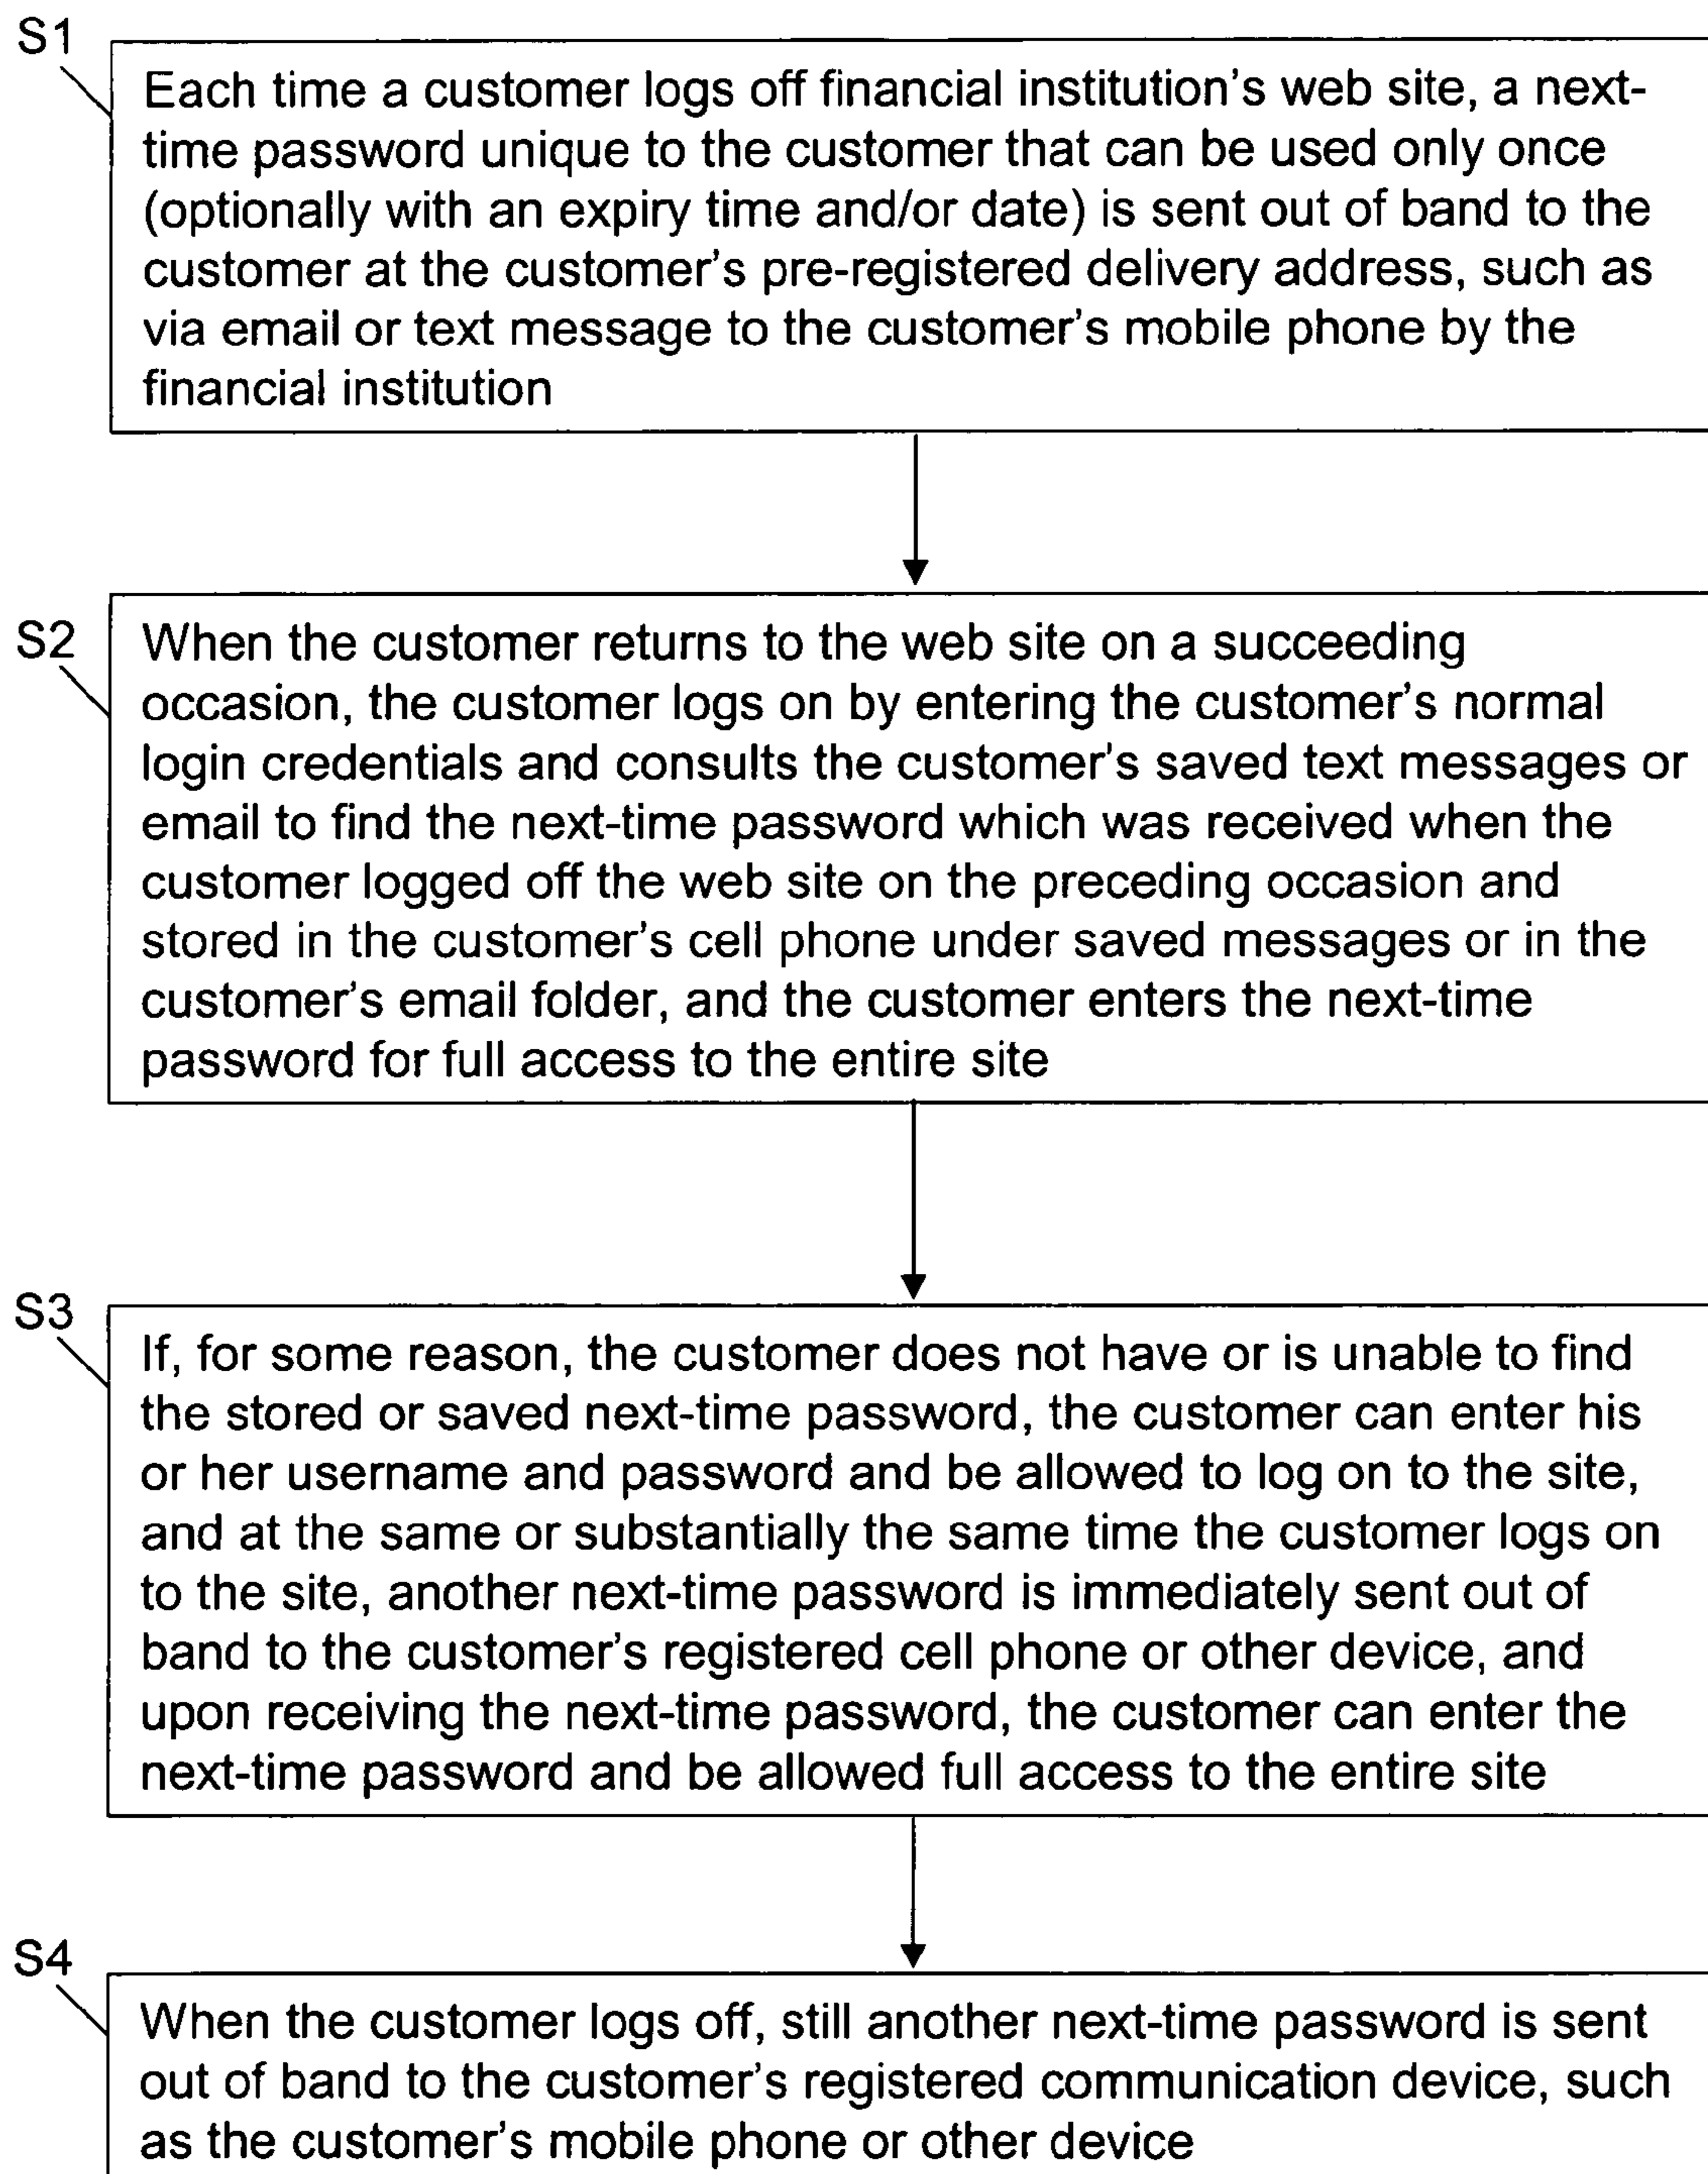 S1
Each time a customer logs off financial institution's web site, a next-
time password unique to the customer that can be used only once
(optionally with an expiry time and/or date) is sent out of band to the
customer at the customer's pre-registered delivery address, such as
via email or text message to the customer's mobile phone by the
financial institution
S2
When the customer returns to the web site on a succeeding
occasion, the customer logs on by entering the customer's normal
login credentials and consults the customer's saved text messages or
email to find the next-time password which was received when the
customer logged off the web site on the preceding occasion and
stored in the customer's cell phone under saved messages or in the
customer's email folder, and the customer enters the next-time
password for full access to the entire site
S3
If, for some reason, the customer does not have or is unable to find
the stored or saved next-time password, the customer can enter his
or her username and password and be allowed to log on to the site,
and at the same or substantially the same time the customer logs on
to the site, another next-time password is immediately sent out of
band to the customer's registered cell phone or other device, and
upon receiving the next-time password, the customer can enter the
next-time password and be allowed full access to the entire site
S4
When the customer logs off, still another next-time password is sent
out of band to the customer's registered communication device, such
as the customer's mobile phone or other device